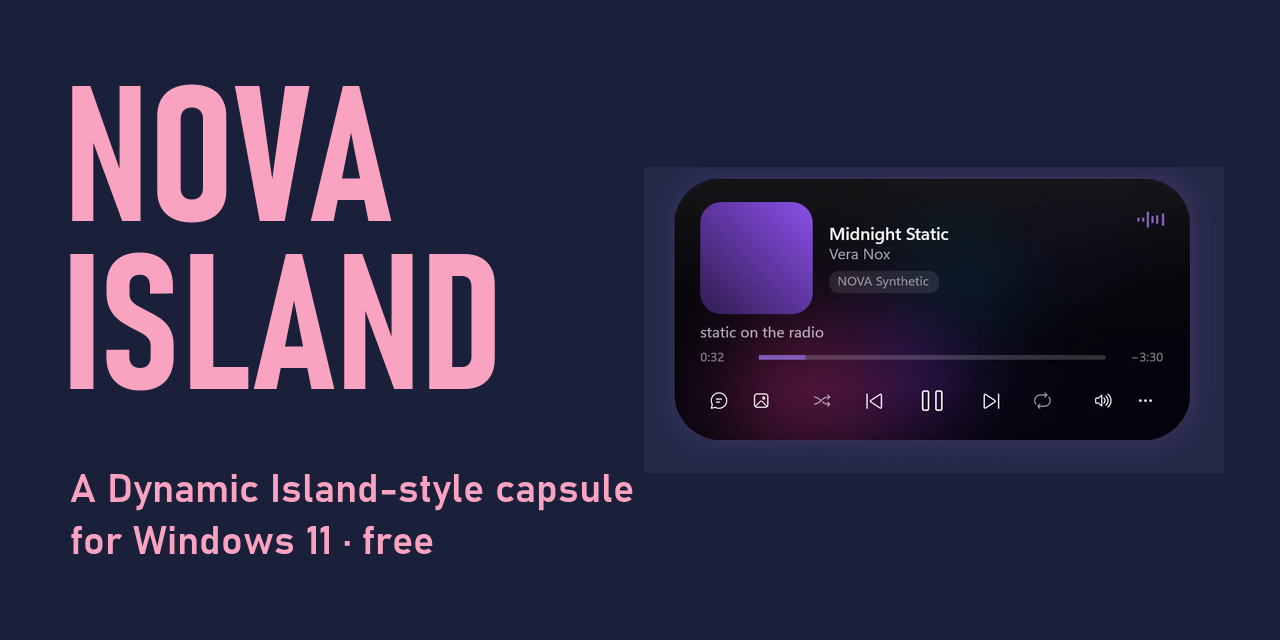 NOVA
ISLAND
A Dynamic Island-style capsule
for Windows 11 · free
Midnight Static
Vera Nox
NOVA Synthetic
static on the radio
0:32
−3:30